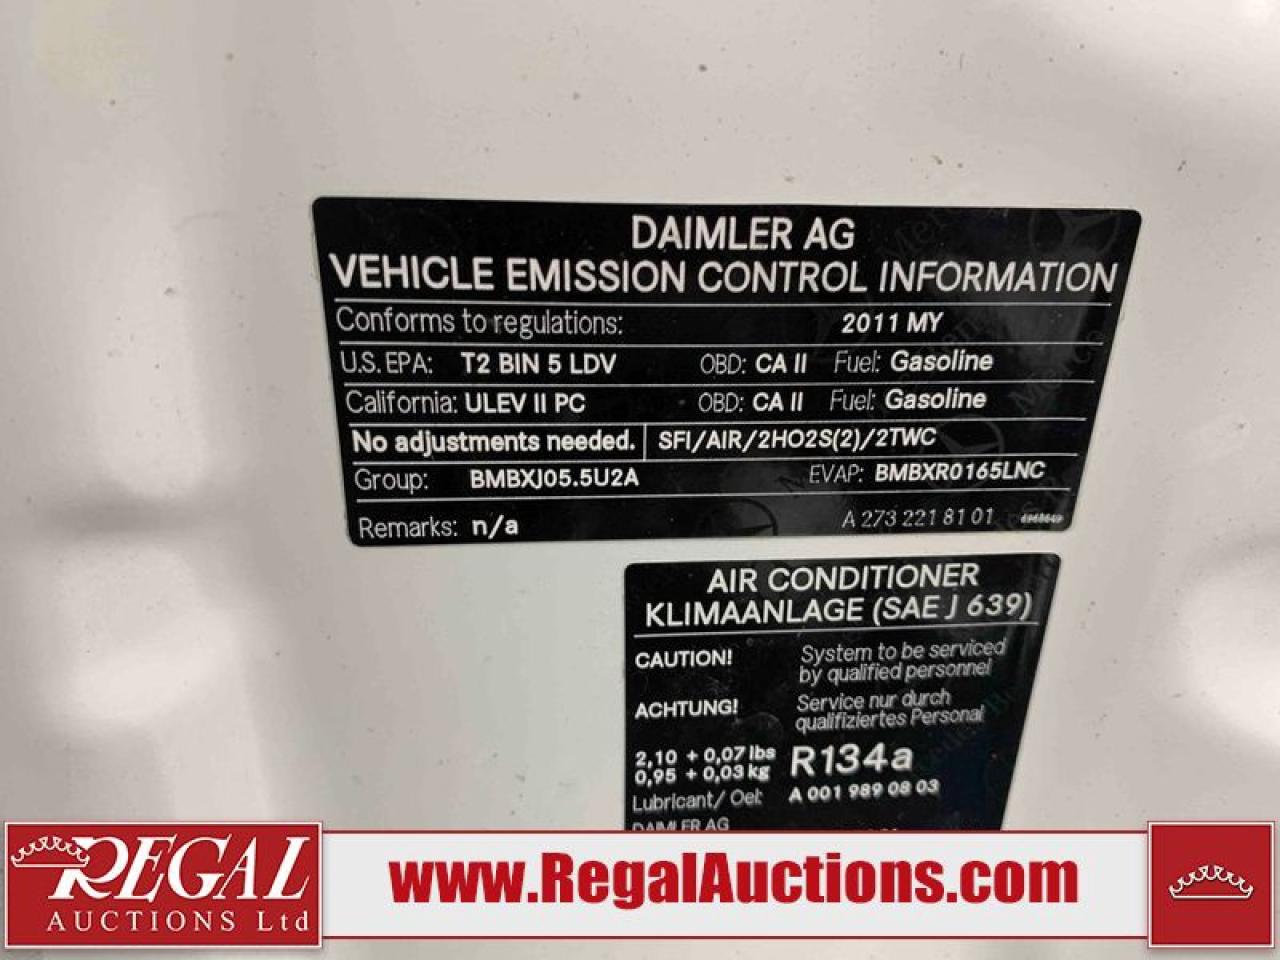 DAIMLER AG
VEHICLE EMISSION CONTROL INFORMATION
Conforms to regulations: 2011 MY
U.S. EPA: T2 BIN 5 LDV OBD: CA II Fuel: Gasoline
California: ULEV II PC OBD: CA II Fuel: Gasoline
No adjustments needed. SFI/AIR/2HO2S(2)/2TWC
Group: BMBXJ05.5U2A EVAP: BMBXR0165LNC
Remarks: n/a A 273 221 81 01
AIR CONDITIONER
KLIMAANLAGE (SAE J 639)
CAUTION! System to be serviced
by qualified personnel
ACHTUNG! Service nur durch
qualifiziertes Personal
2,10 + 0,07 lbs R134a
0,95 + 0,03 kg
Lubricant/ Oel: A 001 989 08 03
DAIMLER AG
REGAL
AUCTIONS Ltd
www.RegalAuctions.com